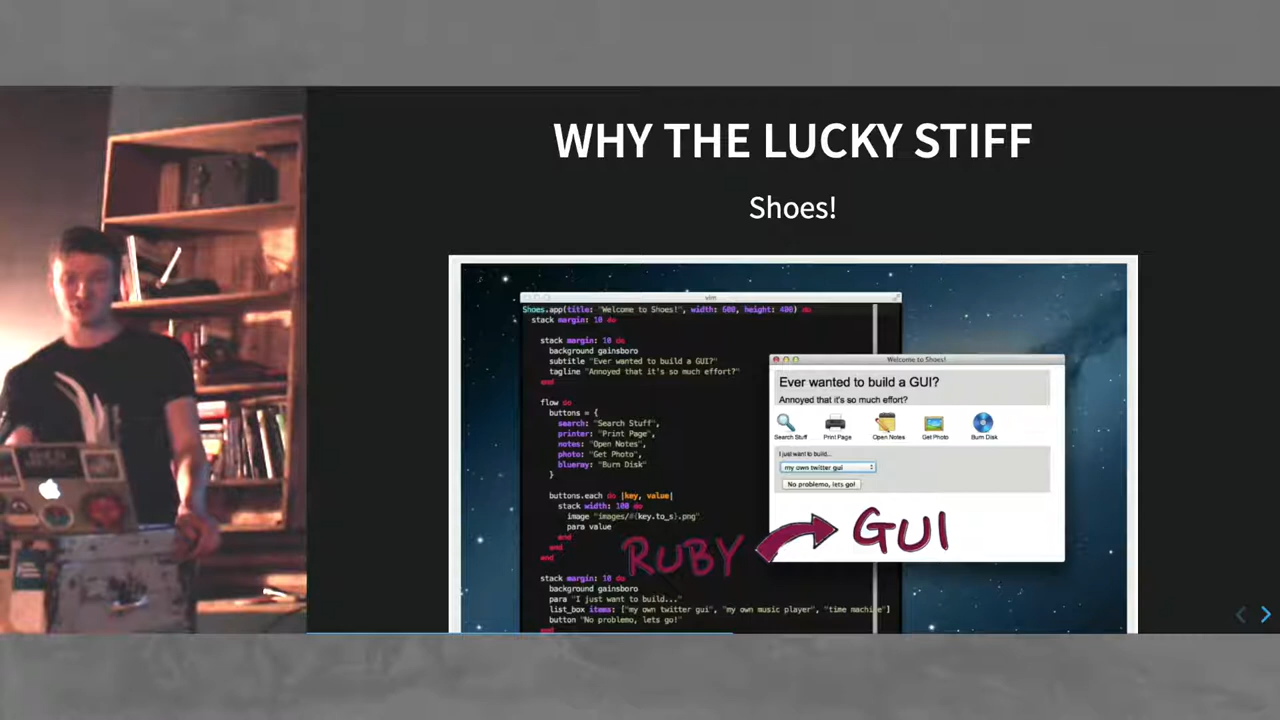 WHY THE LUCKY STIFF
Shoes!
vim
Shoes.app(title: "Welcome to Shoes!", width: 600, height: 400) do
stack margin: 10 do
stack margin: 10 do
background gainsboro
subtitle "Ever wanted to build a GUI?"
tagline "Annoyed that it's so much effort?"
end
flow do
buttons = {
search: "Search Stuff",
printer: "Print Page",
notes: "Open Notes",
photo: "Get Photo",
blueray: "Burn Disk"
}
buttons.each do |key, value|
stack width: 100 do
image "images/#{key.to_s}.png"
para value
end
end
end
stack margin: 10 do
background gainsboro
para "I just want to build..."
list_box items: ["my own twitter gui", "my own music player", "time machine"]
button "No problemo, lets go!"
end
Welcome to Shoes!
Ever wanted to build a GUI?
Annoyed that it's so much effort?
Search Stuff
Print Page
Open Notes
Get Photo
Burn Disk
I just want to build...
my own twitter gui
No problemo, lets go!
RUBY
GUI